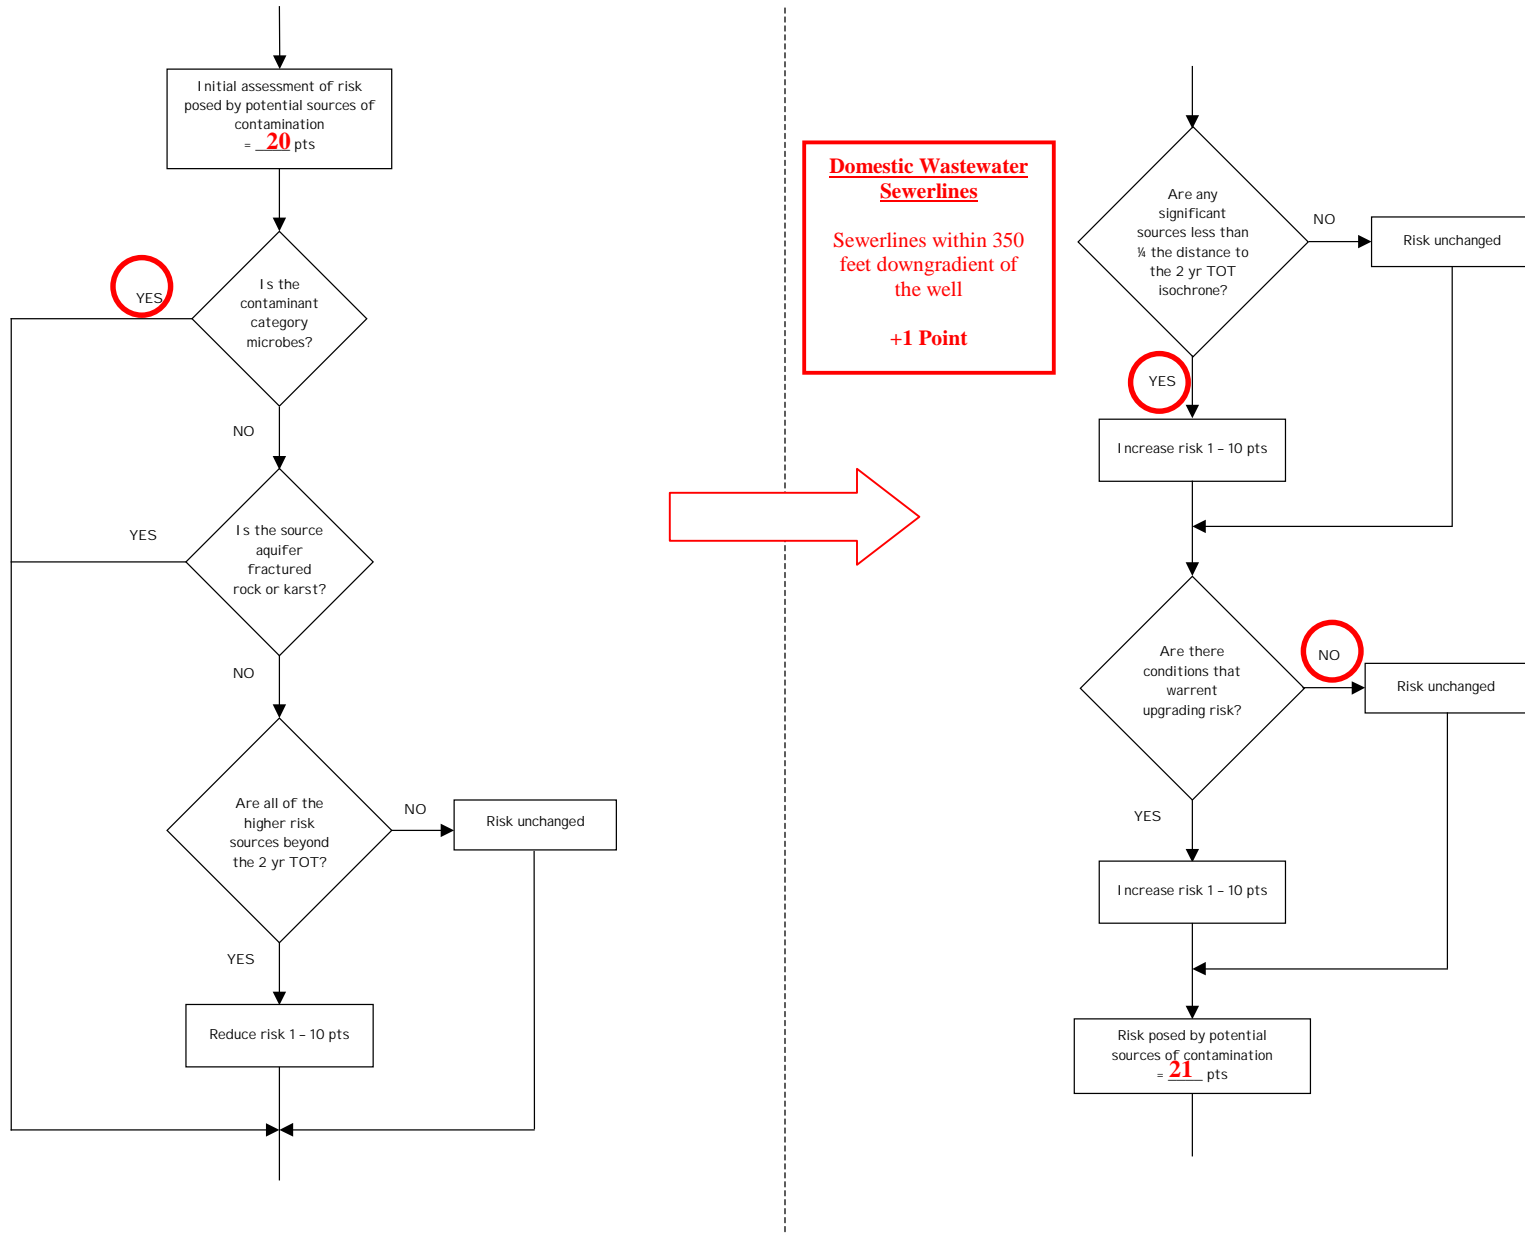 Initial assessment of risk
posed by potential sources of
contamination
= 20 pts
YES
Is the
contaminant
category
microbes?
NO
YES
Is the source
aquifer
fractured
rock or karst?
NO
Are all of the
higher risk
sources beyond
the 2 yr TOT?
NO
Risk unchanged
YES
Reduce risk 1 – 10 pts
Domestic Wastewater
Sewerlines
Sewerlines within 350
feet downgradient of
the well
+1 Point
Are any
significant
sources less than
¼ the distance to
the 2 yr TOT
isochrone?
NO
Risk unchanged
YES
Increase risk 1 – 10 pts
Are there
conditions that
warrent
upgrading risk?
NO
Risk unchanged
YES
Increase risk 1 – 10 pts
Risk posed by potential
sources of contamination
= 21 pts